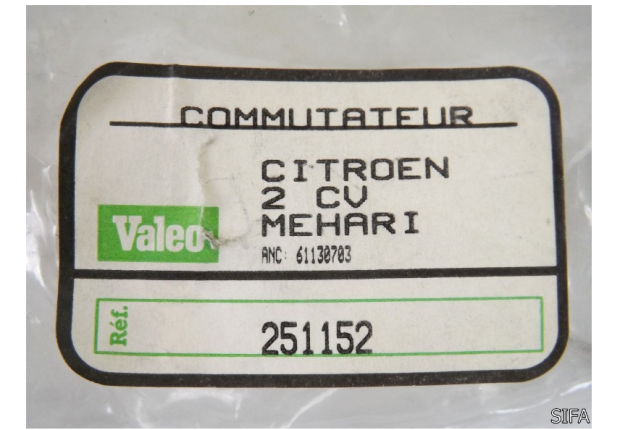 COMMUTATEUR
CITROEN
2 CV
MEHARI
Valeo
ANC: 61130703
Réf.
251152
SIFA